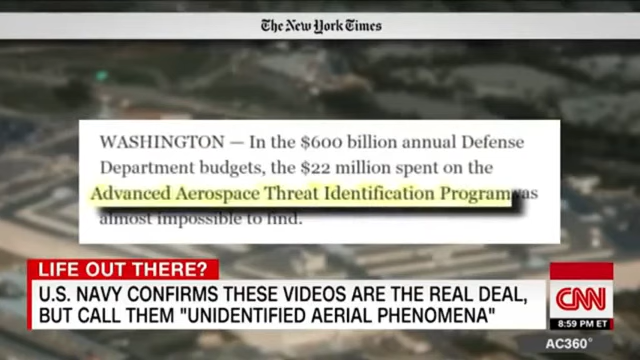 The New York Times
WASHINGTON — In the $600 billion annual Defense
Department budgets, the $22 million spent on the
Advanced Aerospace Threat Identification Program was
almost impossible to find.
LIFE OUT THERE?
U.S. NAVY CONFIRMS THESE VIDEOS ARE THE REAL DEAL,
BUT CALL THEM "UNIDENTIFIED AERIAL PHENOMENA"
CNN
8:59 PM ET
AC360°